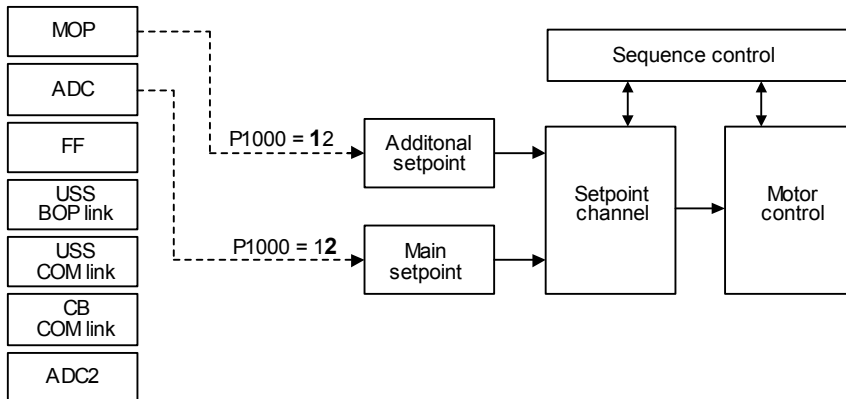 MOP
ADC
FF
USS
BOP link
USS
COM link
CB
COM link
ADC2
P1000 = 12
P1000 = 12
Additonal
setpoint
Main
setpoint
Sequence control
Setpoint
channel
Motor
control